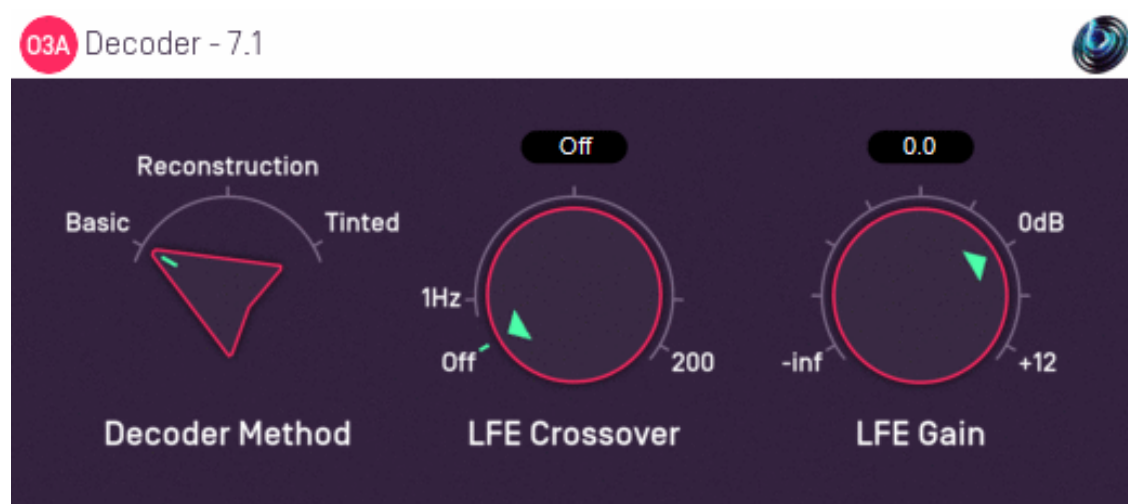 O3A Decoder - 7.1
Off
0.0
Reconstruction
Basic
Tinted
0dB
1Hz
Off
200
-inf
+12
Decoder Method
LFE Crossover
LFE Gain